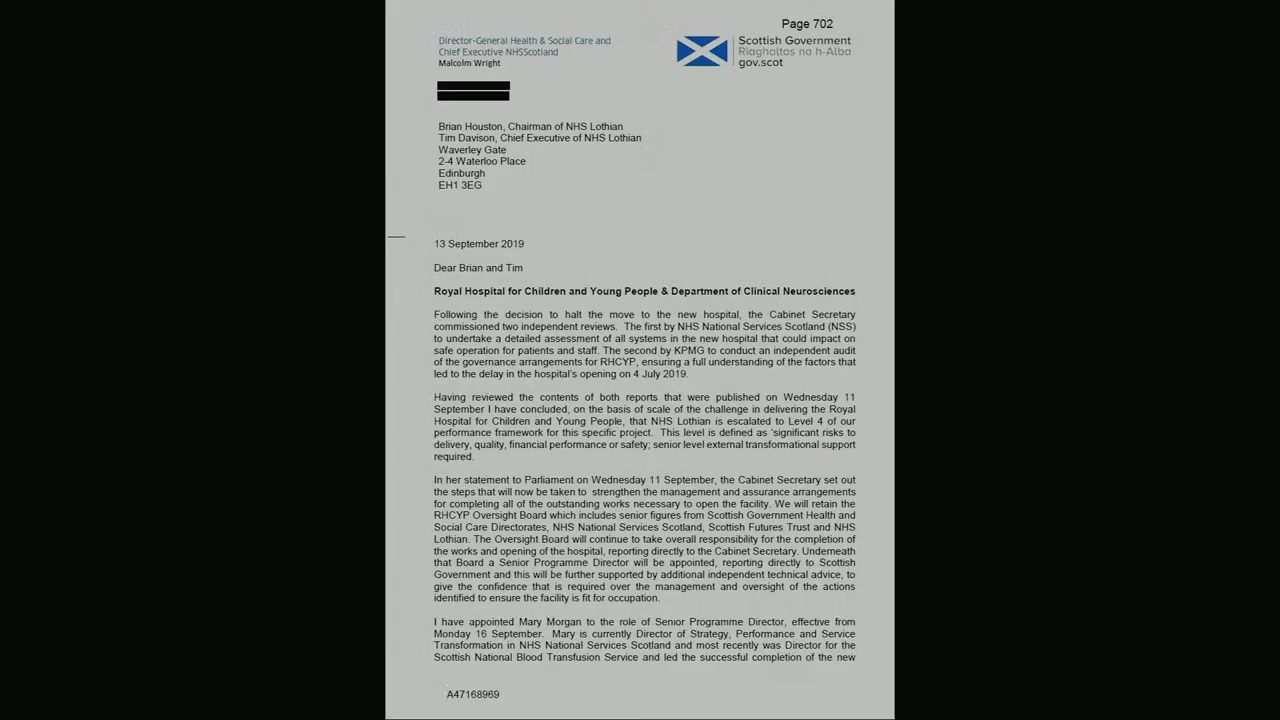 Page 702
Director-General Health & Social Care and
Chief Executive NHSScotland
Malcolm Wright
Scottish Government
Riaghaltas na h-Alba
gov.scot
Brian Houston, Chairman of NHS Lothian
Tim Davison, Chief Executive of NHS Lothian
Waverley Gate
2-4 Waterloo Place
Edinburgh
EH1 3EG
13 September 2019
Dear Brian and Tim
Royal Hospital for Children and Young People & Department of Clinical Neurosciences
Following the decision to halt the move to the new hospital, the Cabinet Secretary
commissioned two independent reviews. The first by NHS National Services Scotland (NSS)
to undertake a detailed assessment of all systems in the new hospital that could impact on
safe operation for patients and staff. The second by KPMG to conduct an independent audit
of the governance arrangements for RHCYP, ensuring a full understanding of the factors that
led to the delay in the hospital's opening on 4 July 2019.
Having reviewed the contents of both reports that were published on Wednesday 11
September I have concluded, on the basis of scale of the challenge in delivering the Royal
Hospital for Children and Young People, that NHS Lothian is escalated to Level 4 of our
performance framework for this specific project. This level is defined as 'significant risks to
delivery, quality, financial performance or safety; senior level external transformational support
required.
In her statement to Parliament on Wednesday 11 September, the Cabinet Secretary set out
the steps that will now be taken to strengthen the management and assurance arrangements
for completing all of the outstanding works necessary to open the facility. We will retain the
RHCYP Oversight Board which includes senior figures from Scottish Government Health and
Social Care Directorates, NHS National Services Scotland, Scottish Futures Trust and NHS
Lothian. The Oversight Board will continue to take overall responsibility for the completion of
the works and opening of the hospital, reporting directly to the Cabinet Secretary. Underneath
that Board a Senior Programme Director will be appointed, reporting directly to Scottish
Government and this will be further supported by additional independent technical advice, to
give the confidence that is required over the management and oversight of the actions
identified to ensure the facility is fit for occupation.
I have appointed Mary Morgan to the role of Senior Programme Director, effective from
Monday 16 September. Mary is currently Director of Strategy, Performance and Service
Transformation in NHS National Services Scotland and most recently was Director for the
Scottish National Blood Transfusion Service and led the successful completion of the new
A47168969